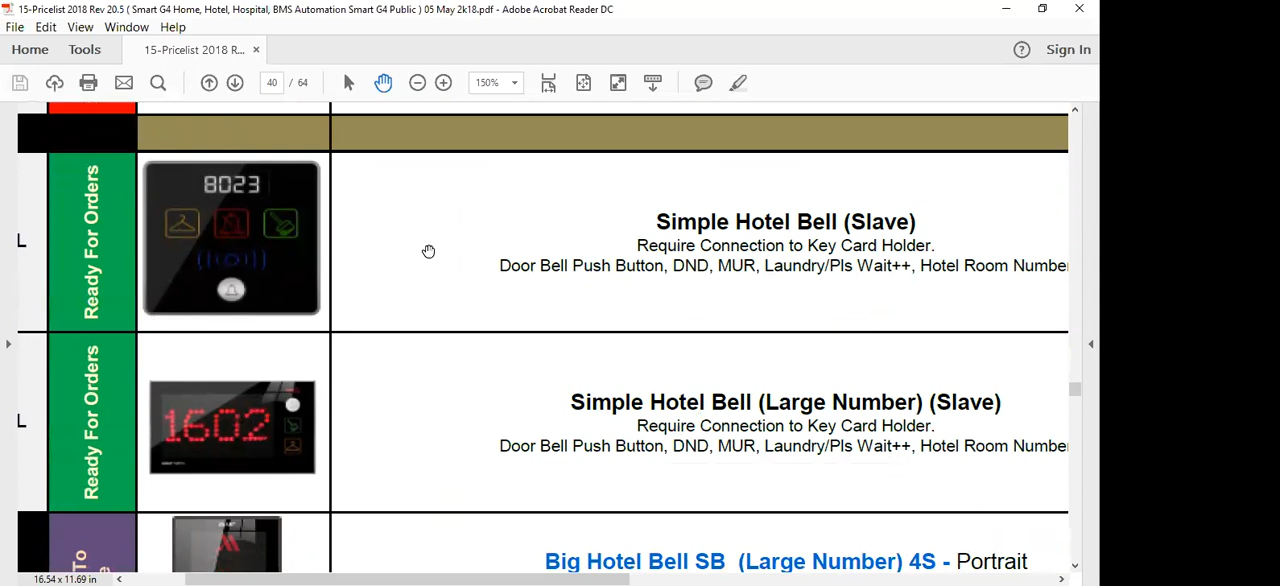 15-Pricelist 2018 Rev 20.5 ( Smart G4 Home, Hotel, Hospital, BMS Automation Smart G4 Public ) 05 May 2k18.pdf - Adobe Acrobat Reader DC
File Edit View Window Help
Home Tools 15-Pricelist 2018 R... × ? Sign In
40 / 64 150%
L
Ready For Orders
8023
Simple Hotel Bell (Slave)
Require Connection to Key Card Holder.
Door Bell Push Button, DND, MUR, Laundry/Pls Wait++, Hotel Room Number
L
Ready For Orders
1602
Simple Hotel Bell (Large Number) (Slave)
Require Connection to Key Card Holder.
Door Bell Push Button, DND, MUR, Laundry/Pls Wait++, Hotel Room Number
To
Big Hotel Bell SB (Large Number) 4S - Portrait
16.54 x 11.69 in